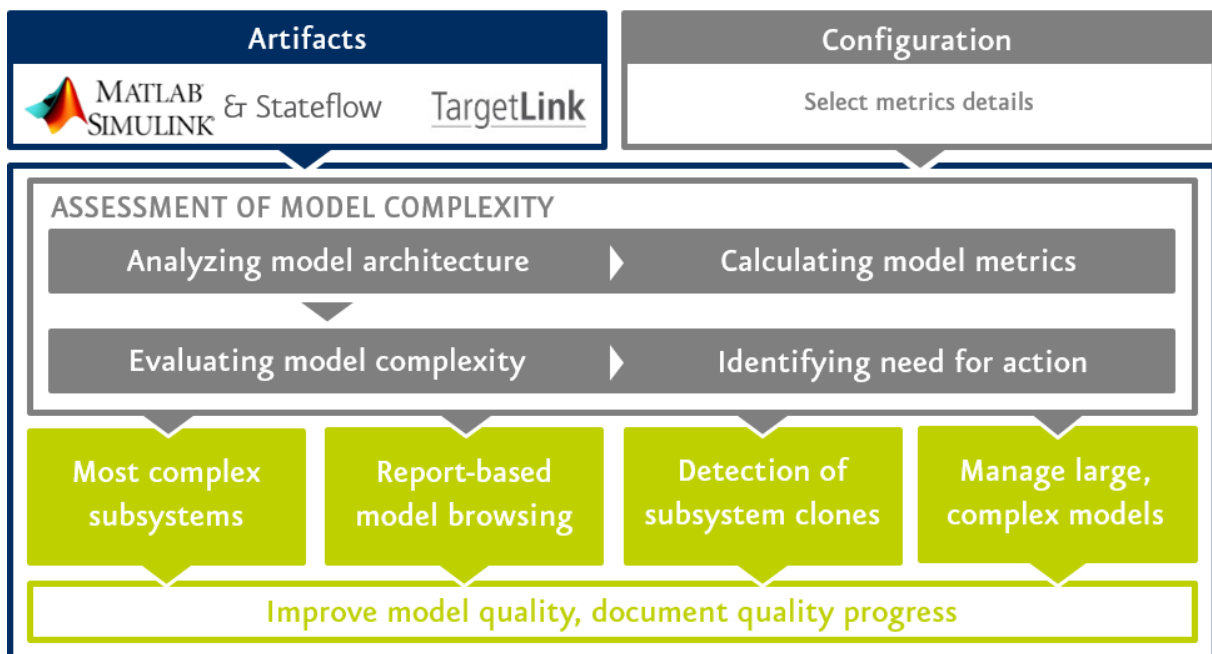 Artifacts
MATLAB® & Stateflow TargetLink
SIMULINK®
Configuration
Select metrics details
ASSESSMENT OF MODEL COMPLEXITY
Analyzing model architecture
Calculating model metrics
Evaluating model complexity
Identifying need for action
Most complex
subsystems
Report-based
model browsing
Detection of
subsystem clones
Manage large,
complex models
Improve model quality, document quality progress